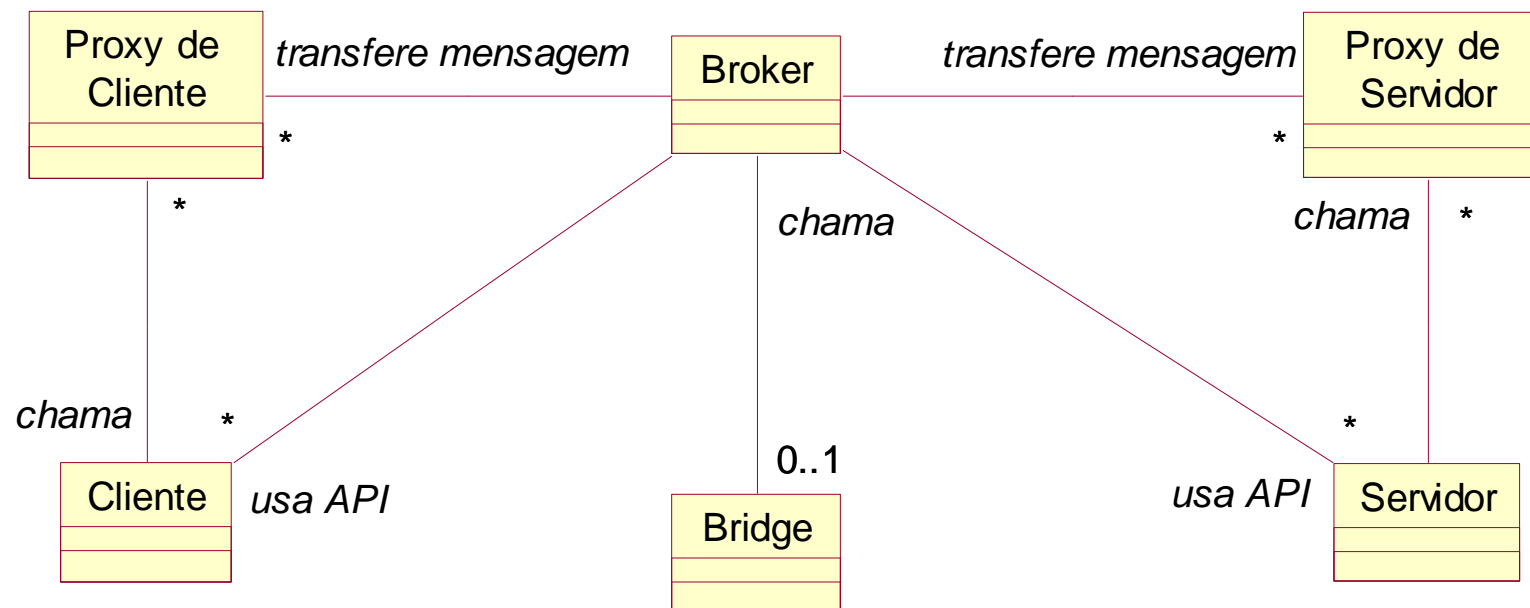 Proxy de
Cliente
transfere mensagem
Broker
transfere mensagem
Proxy de
Servidor
*
*
*
chama
chama
*
chama
*
*
0..1
Cliente
usa API
Bridge
usa API
Servidor